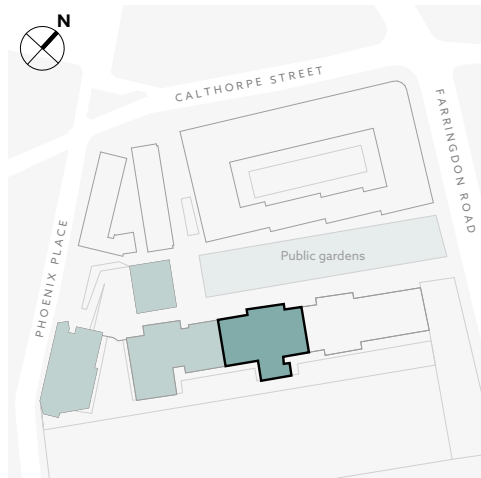 N
CALTHORPE STREET
FARRINGDON ROAD
Public gardens
PHOENIX PLACE